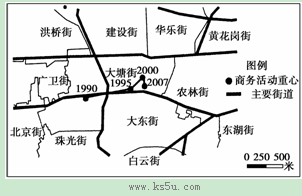 洪桥街
建设街
华乐街
黄花岗街
图例
商务活动重心
主要街道
广卫街
大塘街
2000
2007
1995
1990
农林街
北京街
珠光街
大东街
东湖街
白云街
0 250 500
米
www.ks5u.com